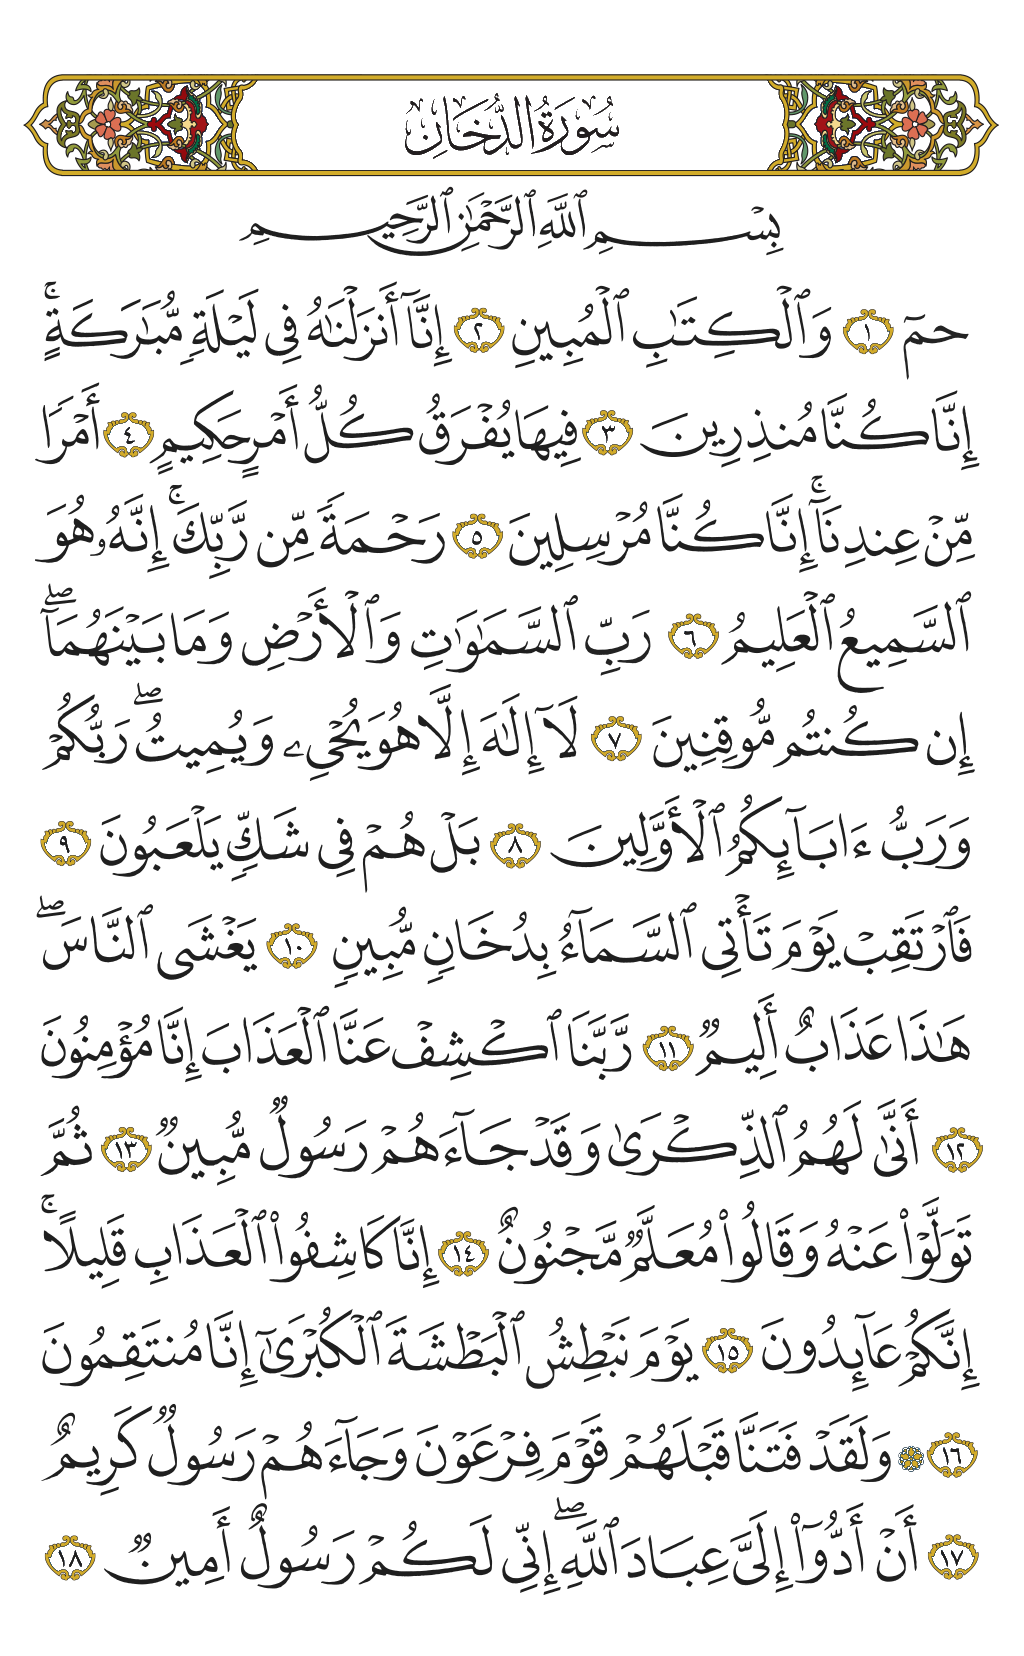 سُورَةُ الدُّخَانِ
بِسْمِ ٱللَّهِ ٱلرَّحْمَٰنِ ٱلرَّحِيمِ
حمٓ ١ وَٱلْكِتَٰبِ ٱلْمُبِينِ ٢ إِنَّآ أَنزَلْنَٰهُ فِى لَيْلَةٍ مُّبَٰرَكَةٍ ۚ
إِنَّا كُنَّا مُنذِرِينَ ٣ فِيهَا يُفْرَقُ كُلُّ أَمْرٍ حَكِيمٍ ٤ أَمْرًا
مِّنْ عِندِنَآ ۚ إِنَّا كُنَّا مُرْسِلِينَ ٥ رَحْمَةً مِّن رَّبِّكَ ۚ إِنَّهُۥ هُوَ
ٱلسَّمِيعُ ٱلْعَلِيمُ ٦ رَبِّ ٱلسَّمَٰوَٰتِ وَٱلْأَرْضِ وَمَا بَيْنَهُمَآ ۖ
إِن كُنتُم مُّوقِنِينَ ٧ لَآ إِلَٰهَ إِلَّا هُوَ يُحْىِۦ وَيُمِيتُ ۖ رَبُّكُمْ
وَرَبُّ ءَابَآئِكُمُ ٱلْأَوَّلِينَ ٨ بَلْ هُمْ فِى شَكٍّ يَلْعَبُونَ ٩
فَٱرْتَقِبْ يَوْمَ تَأْتِى ٱلسَّمَآءُ بِدُخَانٍ مُّبِينٍ ١٠ يَغْشَى ٱلنَّاسَ ۖ
هَٰذَا عَذَابٌ أَلِيمٌ ١١ رَّبَّنَا ٱكْشِفْ عَنَّا ٱلْعَذَابَ إِنَّا مُؤْمِنُونَ
١٢ أَنَّىٰ لَهُمُ ٱلذِّكْرَىٰ وَقَدْ جَآءَهُمْ رَسُولٌ مُّبِينٌ ١٣ ثُمَّ
تَوَلَّوْا۟ عَنْهُ وَقَالُوا۟ مُعَلَّمٌ مَّجْنُونٌ ١٤ إِنَّا كَاشِفُوا۟ ٱلْعَذَابِ قَلِيلًا ۚ
إِنَّكُمْ عَآئِدُونَ ١٥ يَوْمَ نَبْطِشُ ٱلْبَطْشَةَ ٱلْكُبْرَىٰٓ إِنَّا مُنتَقِمُونَ
١٦ ۞ وَلَقَدْ فَتَنَّا قَبْلَهُمْ قَوْمَ فِرْعَوْنَ وَجَآءَهُمْ رَسُولٌ كَرِيمٌ
١٧ أَنْ أَدُّوٓا۟ إِلَىَّ عِبَادَ ٱللَّهِ ۖ إِنِّى لَكُمْ رَسُولٌ أَمِينٌ ١٨